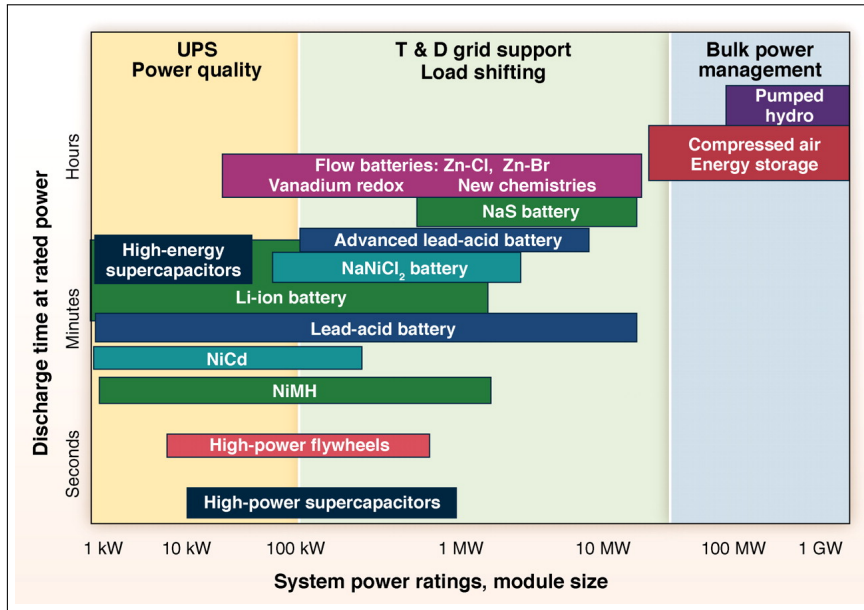 UPS
Power quality
T & D grid support
Load shifting
Bulk power
management
Pumped
hydro
Compressed air
Energy storage
Flow batteries: Zn-Cl, Zn-Br
Vanadium redox New chemistries
NaS battery
Advanced lead-acid battery
High-energy
supercapacitors
NaNiCl₂ battery
Li-ion battery
Lead-acid battery
NiCd
NiMH
High-power flywheels
High-power supercapacitors
Discharge time at rated power
Hours
Minutes
Seconds
1 kW 10 kW 100 kW 1 MW 10 MW 100 MW 1 GW
System power ratings, module size